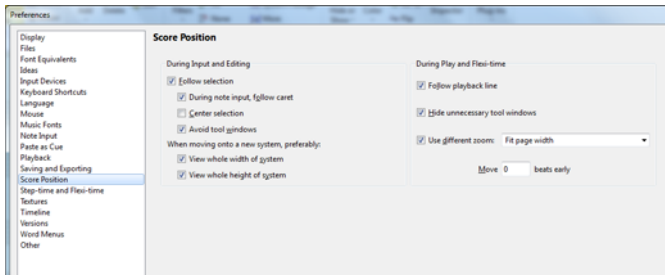 Preferences
Display
Files
Font Equivalents
Ideas
Input Devices
Keyboard Shortcuts
Language
Mouse
Music Fonts
Note Input
Paste as Cue
Playback
Saving and Exporting
Score Position
Step-time and Flexi-time
Textures
Timeline
Versions
Word Menus
Other
Score Position
During Input and Editing
Follow selection
During note input, follow caret
Center selection
Avoid tool windows
When moving onto a new system, preferably:
View whole width of system
View whole height of system
During Play and Flexi-time
Follow playback line
Hide unnecessary tool windows
Use different zoom: Fit page width
Move 0 beats early